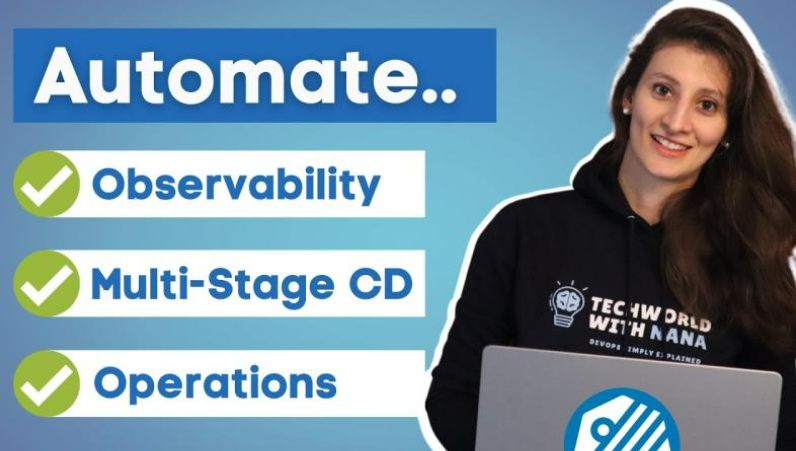 Automate..
Observability
Multi-Stage CD
Operations
TECHWORLD
WITH NANA
DEVOPS SIMPLY EXPLAINED